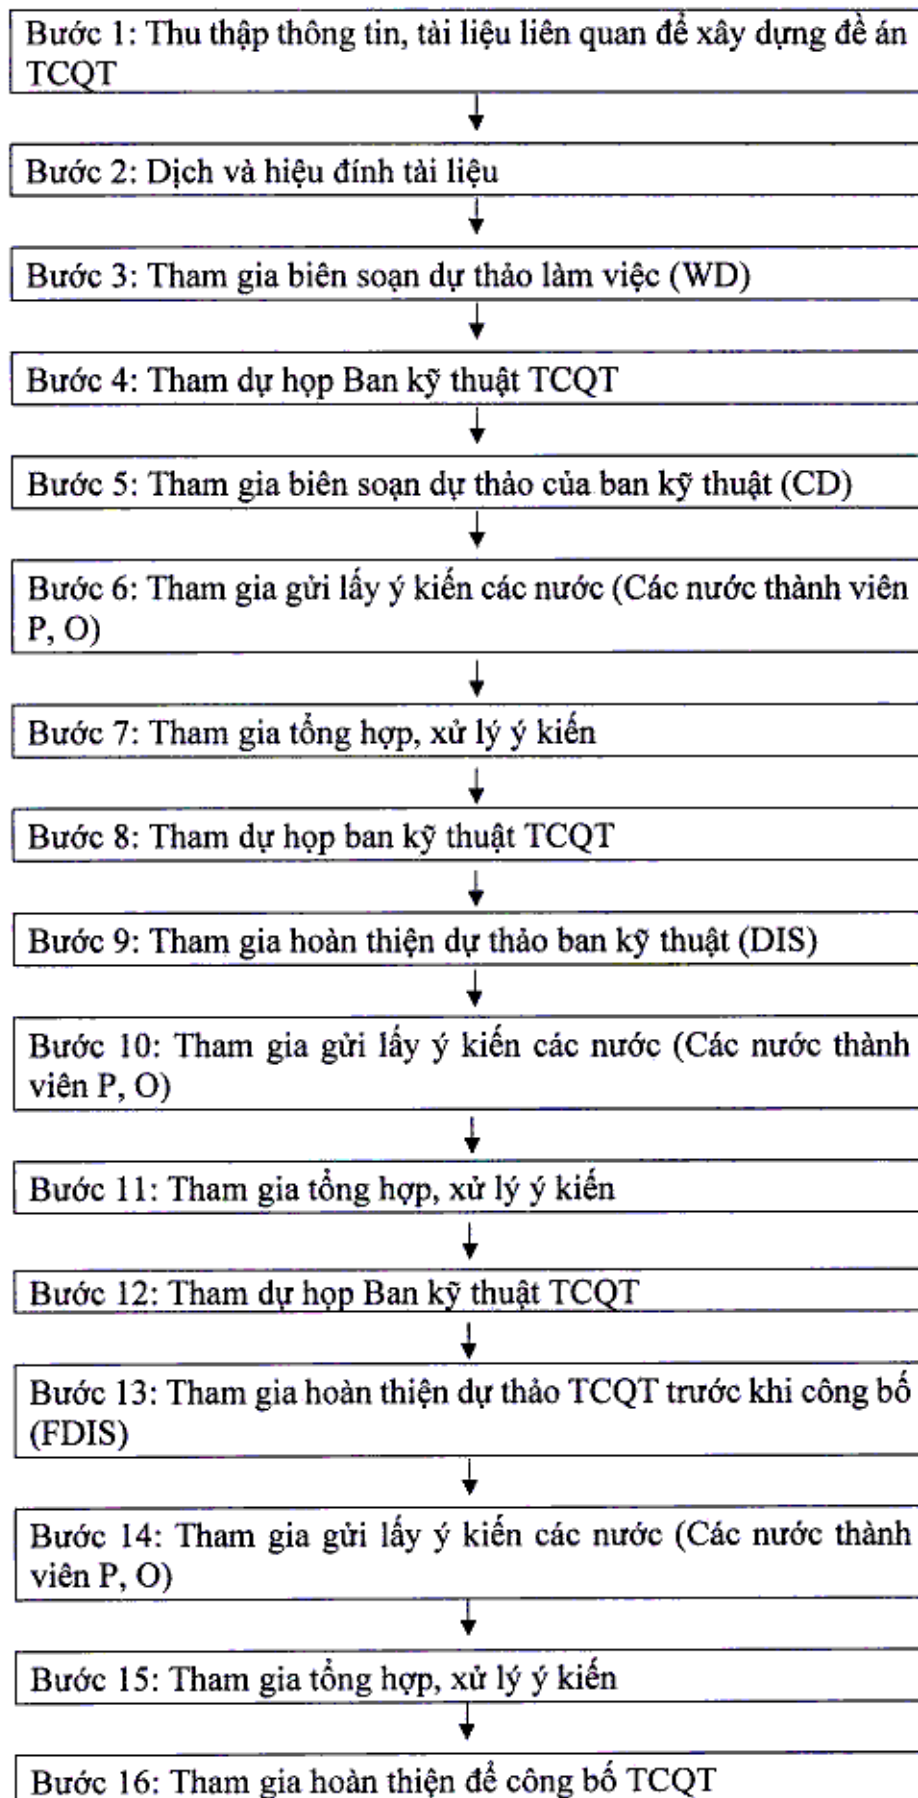 Bước 1: Thu thập thông tin, tài liệu liên quan để xây dựng đề án
TCQT
Bước 2: Dịch và hiệu đính tài liệu
Bước 3: Tham gia biên soạn dự thảo làm việc (WD)
Bước 4: Tham dự họp Ban kỹ thuật TCQT
Bước 5: Tham gia biên soạn dự thảo của ban kỹ thuật (CD)
Bước 6: Tham gia gửi lấy ý kiến các nước (Các nước thành viên
P, O)
Bước 7: Tham gia tổng hợp, xử lý ý kiến
Bước 8: Tham dự họp ban kỹ thuật TCQT
Bước 9: Tham gia hoàn thiện dự thảo ban kỹ thuật (DIS)
Bước 10: Tham gia gửi lấy ý kiến các nước (Các nước thành
viên P, O)
Bước 11: Tham gia tổng hợp, xử lý ý kiến
Bước 12: Tham dự họp Ban kỹ thuật TCQT
Bước 13: Tham gia hoàn thiện dự thảo TCQT trước khi công bố
(FDIS)
Bước 14: Tham gia gửi lấy ý kiến các nước (Các nước thành
viên P, O)
Bước 15: Tham gia tổng hợp, xử lý ý kiến
Bước 16: Tham gia hoàn thiện để công bố TCQT